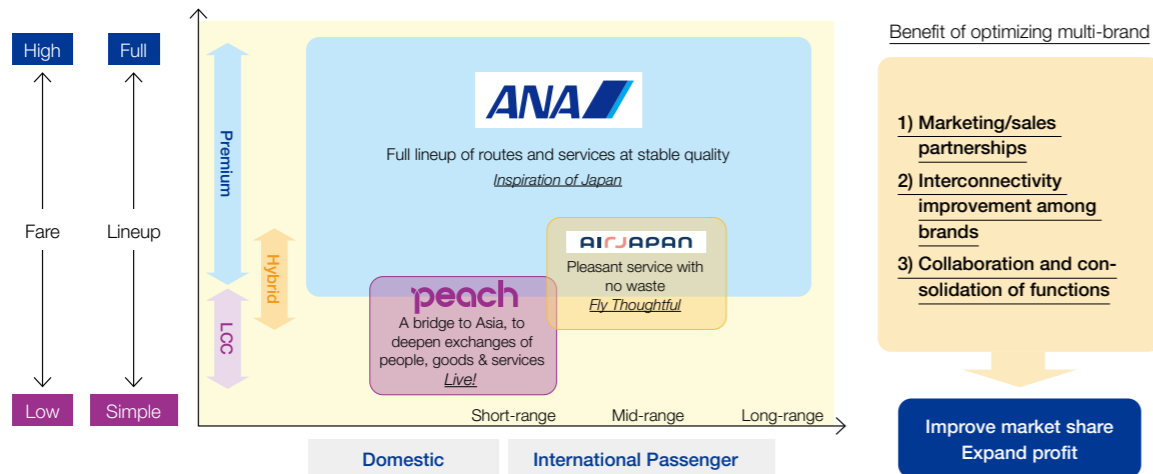 High
Full
Fare
Lineup
Low
Simple
Premium
Hybrid
LCC
ANA
Full lineup of routes and services at stable quality
Inspiration of Japan
AIRJAPAN
Pleasant service with
no waste
Fly Thoughtful
peach
A bridge to Asia, to
deepen exchanges of
people, goods & services
Live!
Short-range
Mid-range
Long-range
Domestic
International Passenger
Benefit of optimizing multi-brand
1) Marketing/sales
partnerships
2) Interconnectivity
improvement among
brands
3) Collaboration and con-
solidation of functions
Improve market share
Expand profit